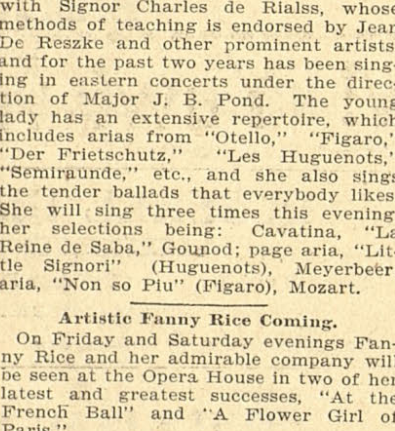 with Signor Charles de Rialss, whose
methods of teaching is endorsed by Jean
De Reszke and other prominent artists
and for the past two years has been sing-
ing in eastern concerts under the direc-
tion of Major J. B. Pond. The young
lady has an extensive repertoire, which
includes arias from "Otello," "Figaro,"
"Der Frietschutz," "Les Huguenots,"
"Semiraunde," etc., and she also sings
the tender ballads that everybody likes
She will sing three times this evening
her selections being: Cavatina, "La
Reine de Saba," Gounod; page aria, "Lit-
tle Signori" (Huguenots), Meyerbeer
aria, "Non so Piu" (Figaro), Mozart.
Artistic Fanny Rice Coming.
On Friday and Saturday evenings Fan-
ny Rice and her admirable company will
be seen at the Opera House in two of her
latest and greatest successes, "At the
French Ball" and "A Flower Girl of
Paris."